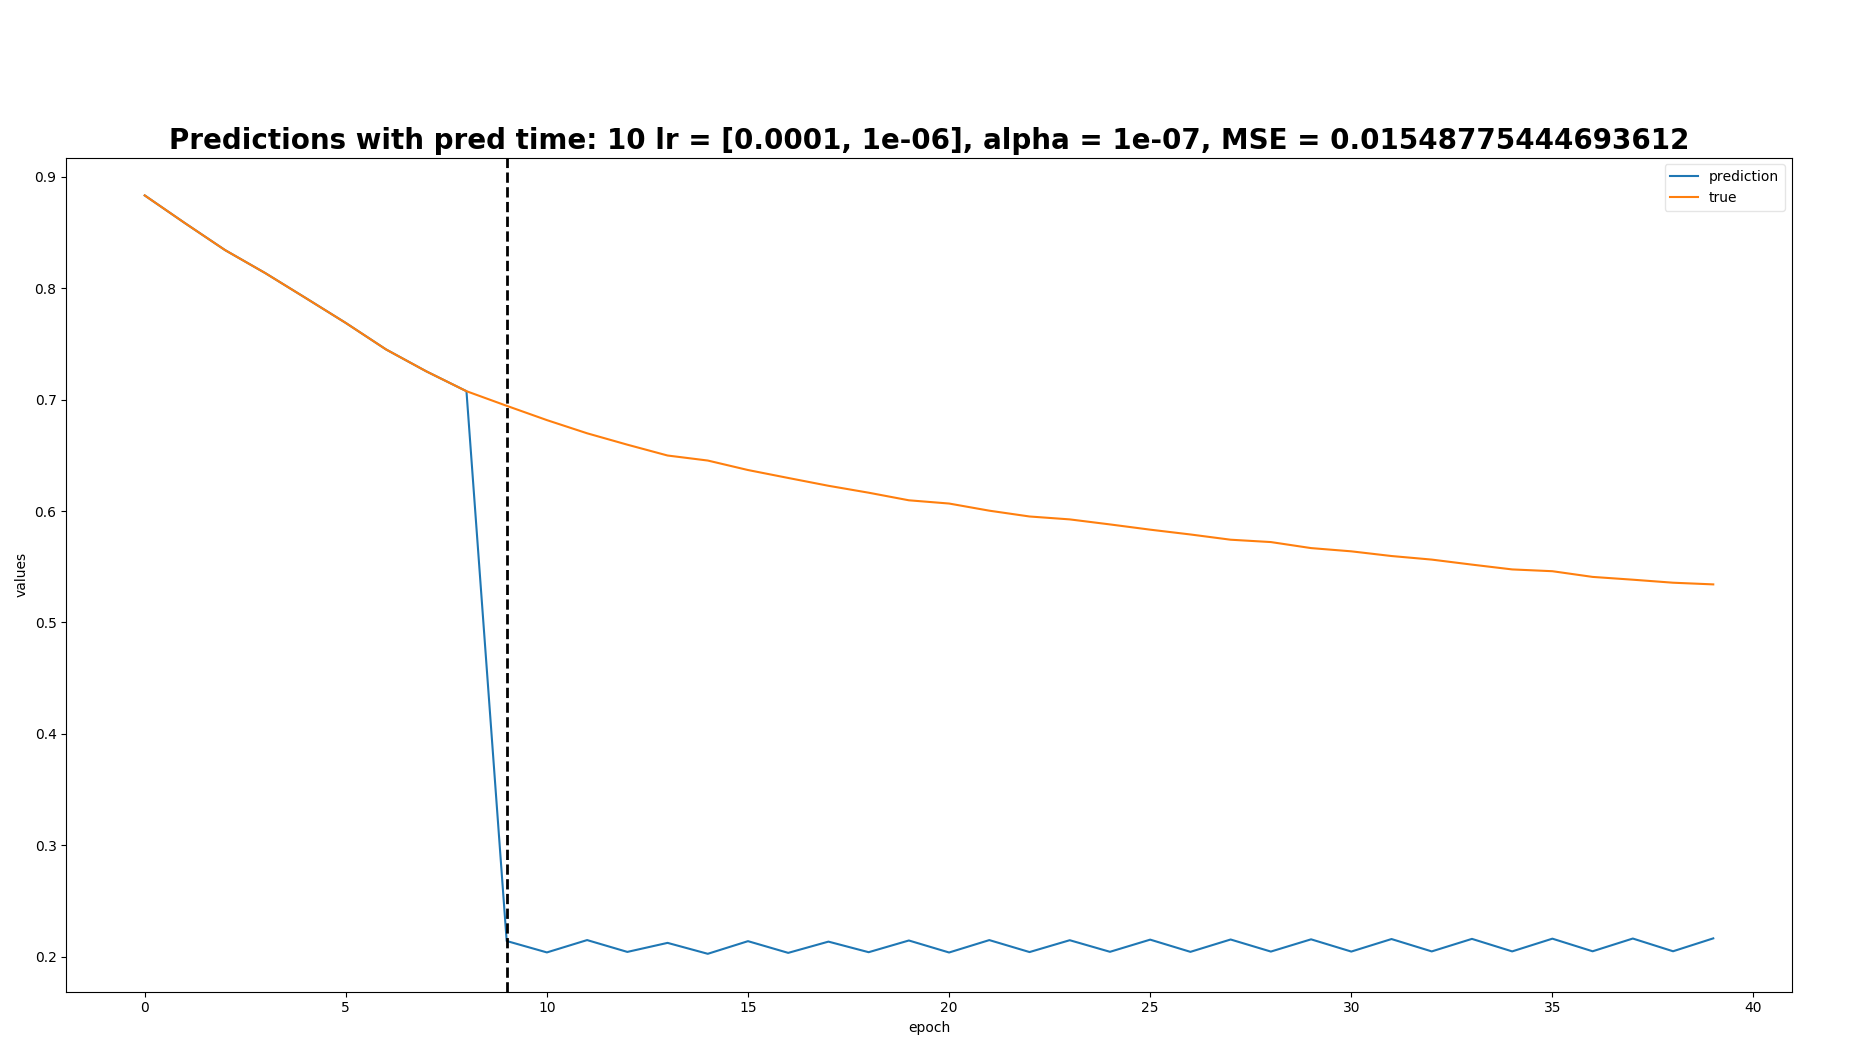 Predictions with pred time: 10 lr = [0.0001, 1e-06], alpha = 1e-07, MSE = 0.01548775444693612
prediction
true
0.9
0.8
0.7
0.6
0.5
0.4
0.3
0.2
values
0 5 10 15 20 25 30 35 40
epoch